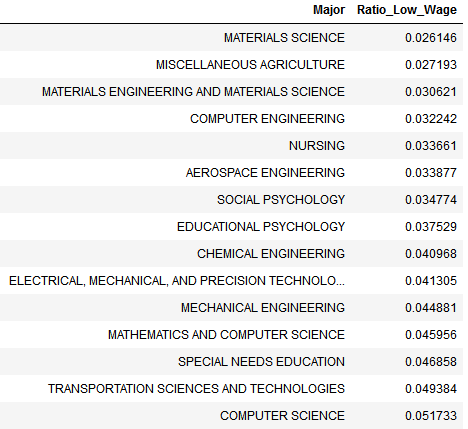 Major Ratio_Low_Wage
MATERIALS SCIENCE 0.026146
MISCELLANEOUS AGRICULTURE 0.027193
MATERIALS ENGINEERING AND MATERIALS SCIENCE 0.030621
COMPUTER ENGINEERING 0.032242
NURSING 0.033661
AEROSPACE ENGINEERING 0.033877
SOCIAL PSYCHOLOGY 0.034774
EDUCATIONAL PSYCHOLOGY 0.037529
CHEMICAL ENGINEERING 0.040968
ELECTRICAL, MECHANICAL, AND PRECISION TECHNOLO... 0.041305
MECHANICAL ENGINEERING 0.044881
MATHEMATICS AND COMPUTER SCIENCE 0.045956
SPECIAL NEEDS EDUCATION 0.046858
TRANSPORTATION SCIENCES AND TECHNOLOGIES 0.049384
COMPUTER SCIENCE 0.051733